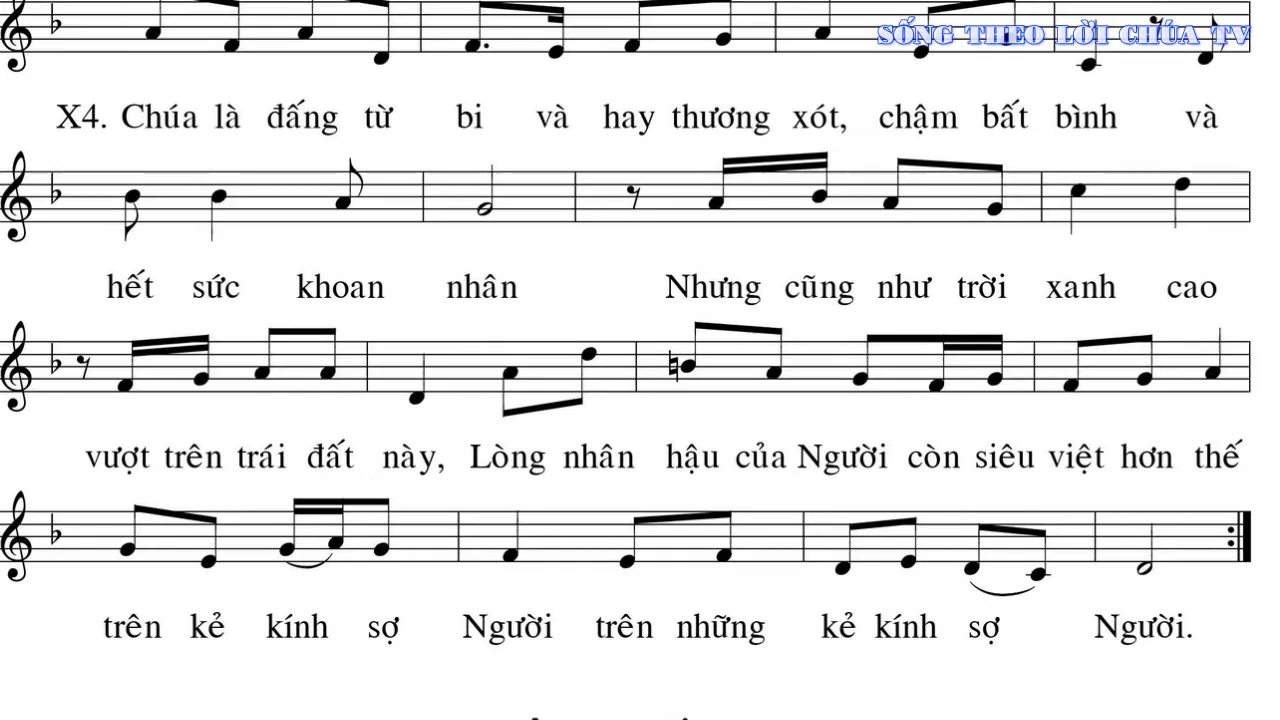 SỐNG THEO LỜI CHÚA TV
X4. Chúa là đấng từ bi và hay thương xót, chậm bất bình và
hết sức khoan nhân Nhưng cũng như trời xanh cao
vượt trên trái đất này, Lòng nhân hậu của Người còn siêu việt hơn thế
trên kẻ kính sợ Người trên những kẻ kính sợ Người.